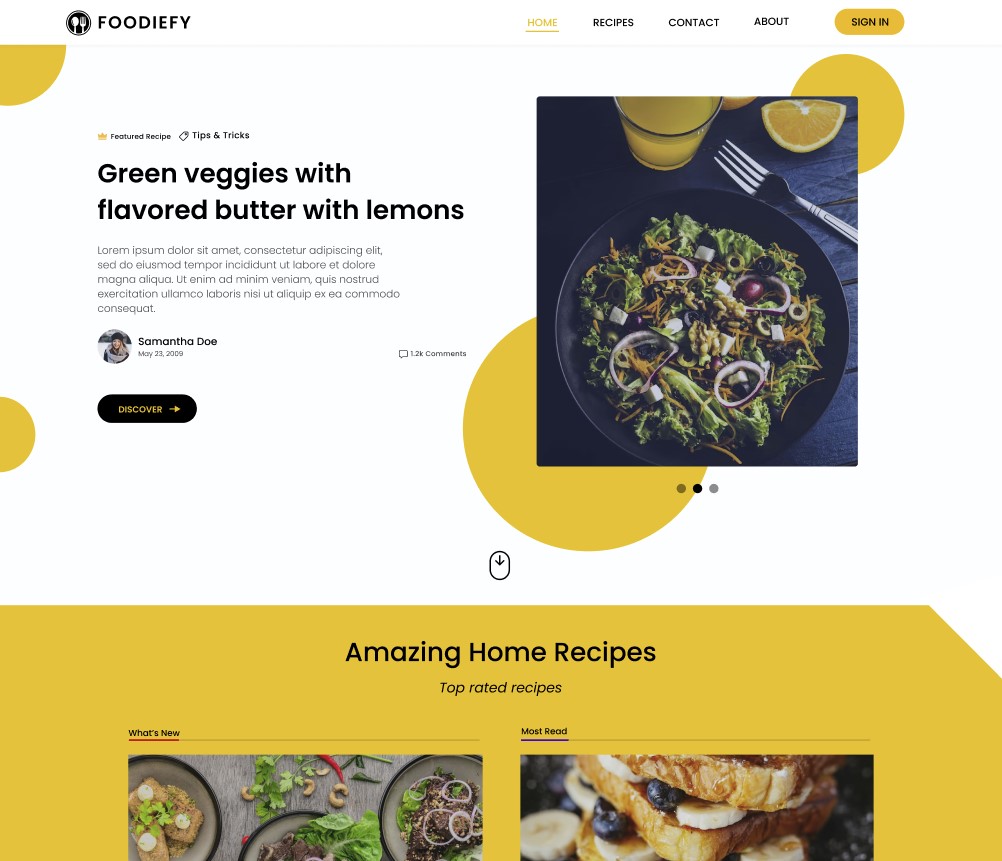 FOODIEFY
HOME
RECIPES
CONTACT
ABOUT
SIGN IN
Featured Recipe
Tips & Tricks
Green veggies with
flavored butter with lemons
Lorem ipsum dolor sit amet, consectetur adipiscing elit,
sed do eiusmod tempor incididunt ut labore et dolore
magna aliqua. Ut enim ad minim veniam, quis nostrud
exercitation ullamco laboris nisi ut aliquip ex ea commodo
consequat.
Samantha Doe
May 23, 2009
1.2k Comments
DISCOVER
Amazing Home Recipes
Top rated recipes
What's New
Most Read